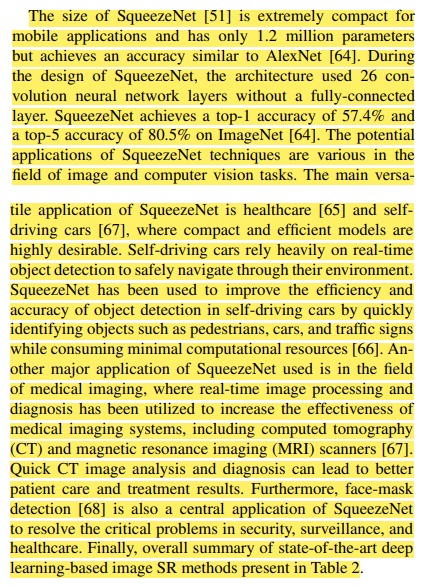 The size of SqueezeNet [51] is extremely compact for
mobile applications and has only 1.2 million parameters
but achieves an accuracy similar to AlexNet [64]. During
the design of SqueezeNet, the architecture used 26 con-
volution neural network layers without a fully-connected
layer. SqueezeNet achieves a top-1 accuracy of 57.4% and
a top-5 accuracy of 80.5% on ImageNet [64]. The potential
applications of SqueezeNet techniques are various in the
field of image and computer vision tasks. The main versa-
tile application of SqueezeNet is healthcare [65] and self-
driving cars [67], where compact and efficient models are
highly desirable. Self-driving cars rely heavily on real-time
object detection to safely navigate through their environment.
SqueezeNet has been used to improve the efficiency and
accuracy of object detection in self-driving cars by quickly
identifying objects such as pedestrians, cars, and traffic signs
while consuming minimal computational resources [66]. An-
other major application of SqueezeNet used is in the field
of medical imaging, where real-time image processing and
diagnosis has been utilized to increase the effectiveness of
medical imaging systems, including computed tomography
(CT) and magnetic resonance imaging (MRI) scanners [67].
Quick CT image analysis and diagnosis can lead to better
patient care and treatment results. Furthermore, face-mask
detection [68] is also a central application of SqueezeNet
to resolve the critical problems in security, surveillance, and
healthcare. Finally, overall summary of state-of-the-art deep
learning-based image SR methods present in Table 2.